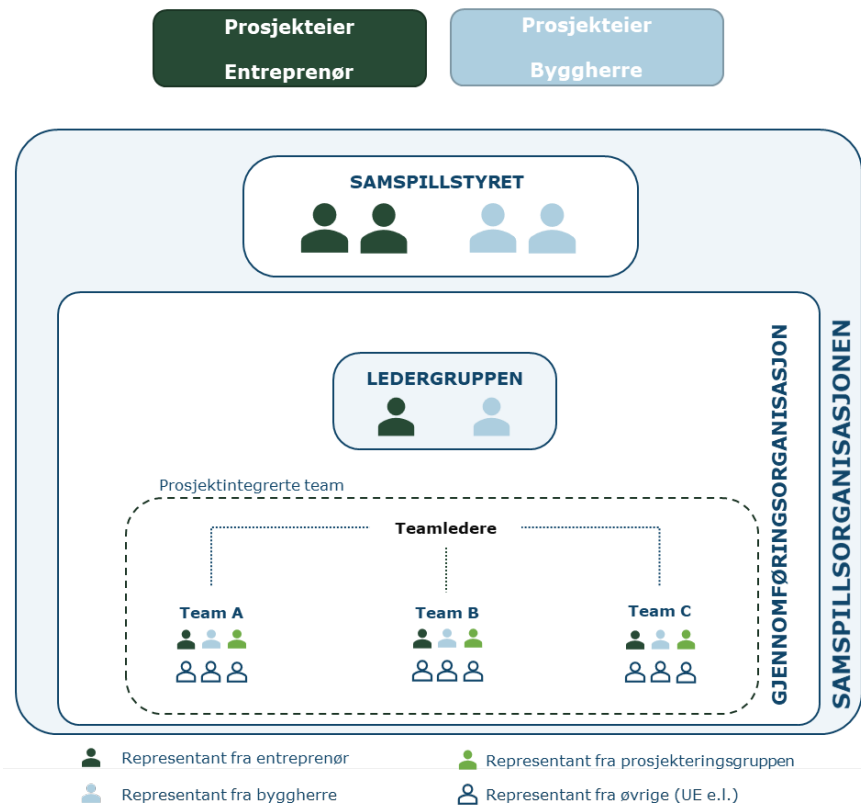 Prosjekteier
Entreprenør
Prosjekteier
Byggherre
SAMSPILLSTYRET
LEDERGRUPPEN
Prosjektintegrerte team
Teamledere
Team A
Team B
Team C
GJENNOMFØRINGSORGANISASJON
SAMSPILLSORGANISASJONEN
Representant fra entreprenør
Representant fra prosjekteringsgruppen
Representant fra byggherre
Representant fra øvrige (UE e.l.)